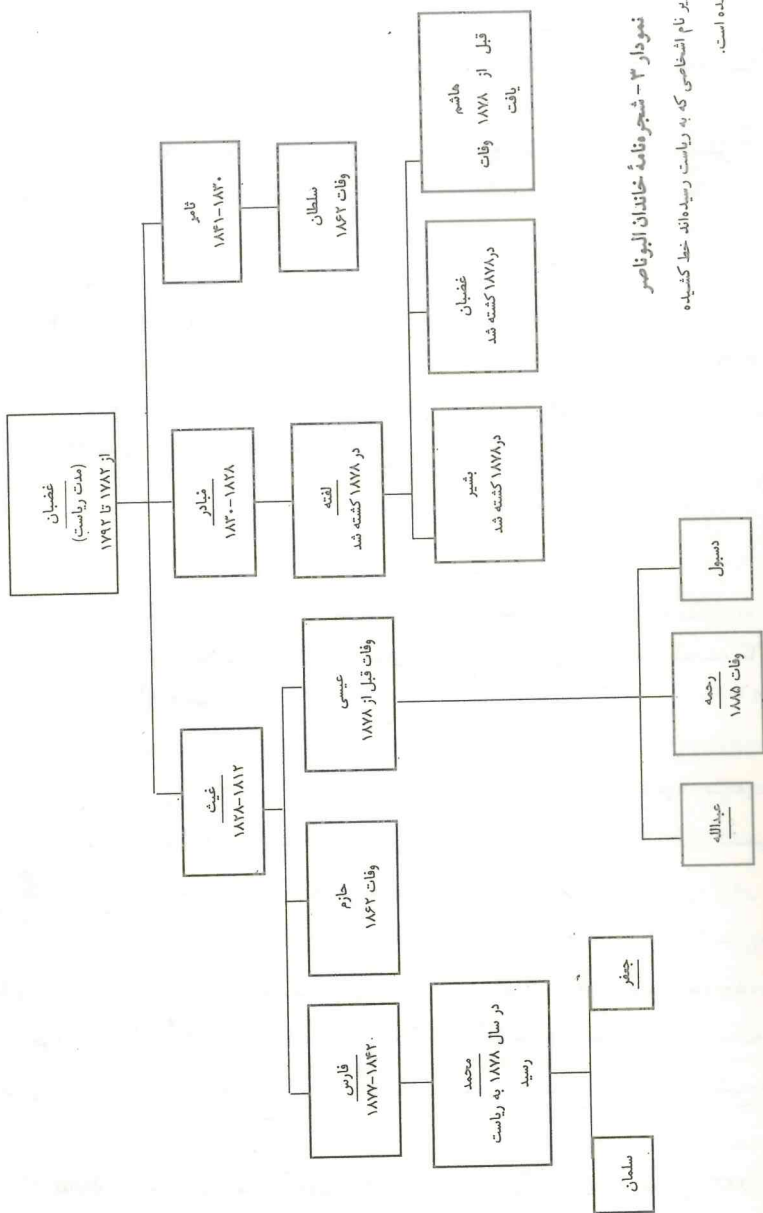 غضبان
(مدت ریاست)
از ۱۷۸۲ تا ۱۷۹۲
ثامر
۱۸۴۱-۱۸۳۰
مُبادر
۱۸۳۰-۱۸۲۸
غیث
۱۸۲۸-۱۸۱۲
سلطان
وفات ۱۸۶۲
لفته
در ۱۸۷۸ کشته شد
عیسی
وفات قبل از ۱۸۷۸
حازم
وفات ۱۸۶۲
فارس
۱۸۷۷-۱۸۴۲
هاشم
قبل از ۱۸۷۸ وفات
یافت
غضبان
در ۱۸۷۸ کشته شد
بشیر
در ۱۸۷۸ کشته شد
محمد
در سال ۱۸۷۸ به ریاست
رسید
دسبول
رحمه
وفات ۱۸۸۵
عبدالله
جعفر
سلمان
نمودار ۳ - شجره‌نامهٔ خاندان البوناصر
یر نام اشخاصی که به ریاست رسیده‌اند خط کشیده
ده است.